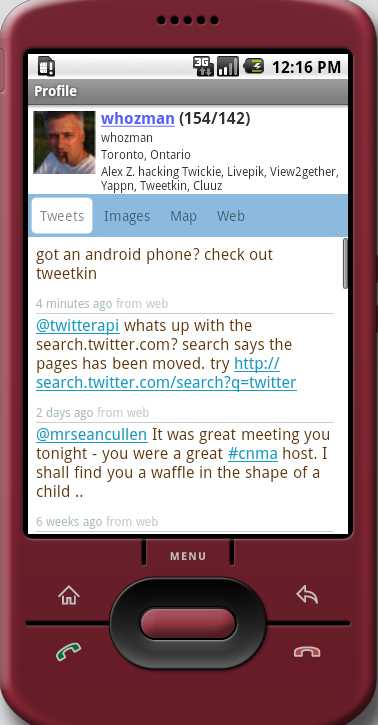 3G
12:16 PM
Profile
whozman (154/142)
whozman
Toronto, Ontario
Alex Z. hacking Twickie, Livepik, View2gether,
Yappn, Tweetkin, Cluuz
Tweets Images Map Web
got an android phone? check out
tweetkin
4 minutes ago from web
@twitterapi whats up with the
search.twitter.com? search says the
pages has been moved. try http://
search.twitter.com/search?q=twitter
2 days ago from web
@mrseancullen It was great meeting you
tonight - you were a great #cnma host. I
shall find you a waffle in the shape of a
child ..
6 weeks ago from web
MENU